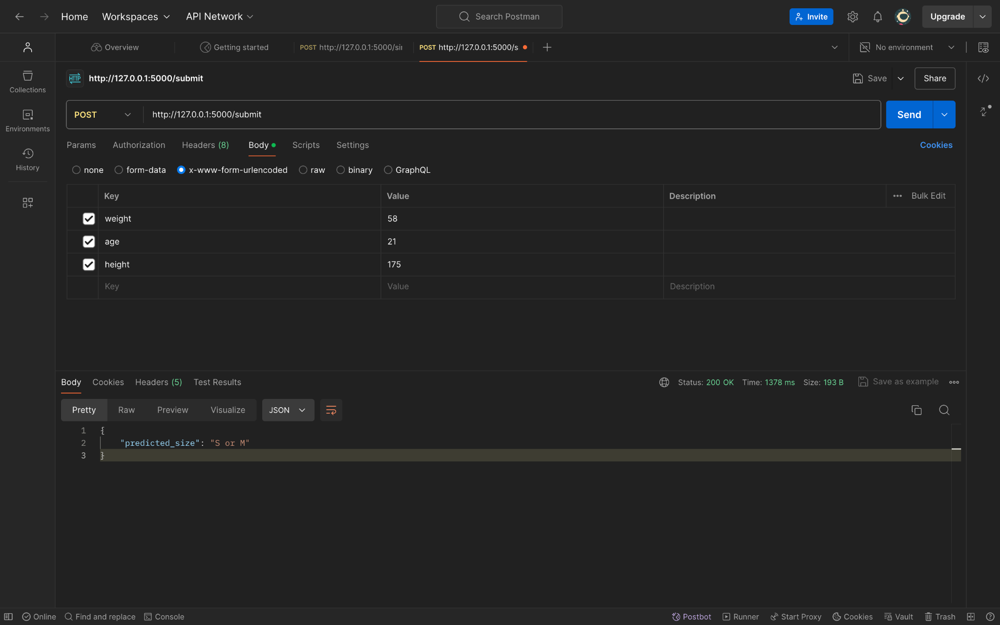 Home Workspaces API Network Search Postman Invite Upgrade
Overview Getting started POST http://127.0.0.1:5000/sii POST http://127.0.0.1:5000/s No environment
Collections
Environments
History
HTTP http://127.0.0.1:5000/submit Save Share
POST http://127.0.0.1:5000/submit Send
Params Authorization Headers (8) Body Scripts Settings Cookies
none form-data x-www-form-urlencoded raw binary GraphQL
Key Value Description Bulk Edit
weight 58
age 21
height 175
Key Value Description
Body Cookies Headers (5) Test Results Status: 200 OK Time: 1378 ms Size: 193 B Save as example
Pretty Raw Preview Visualize JSON
1 {
2 "predicted_size": "S or M"
3 }
Online Find and replace Console Postbot Runner Start Proxy Cookies Vault Trash